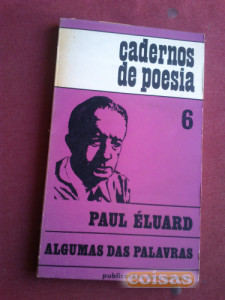 cadernos
de poesia
6
PAUL ÉLUARD
ALGUMAS DAS PALAVRAS
coisas